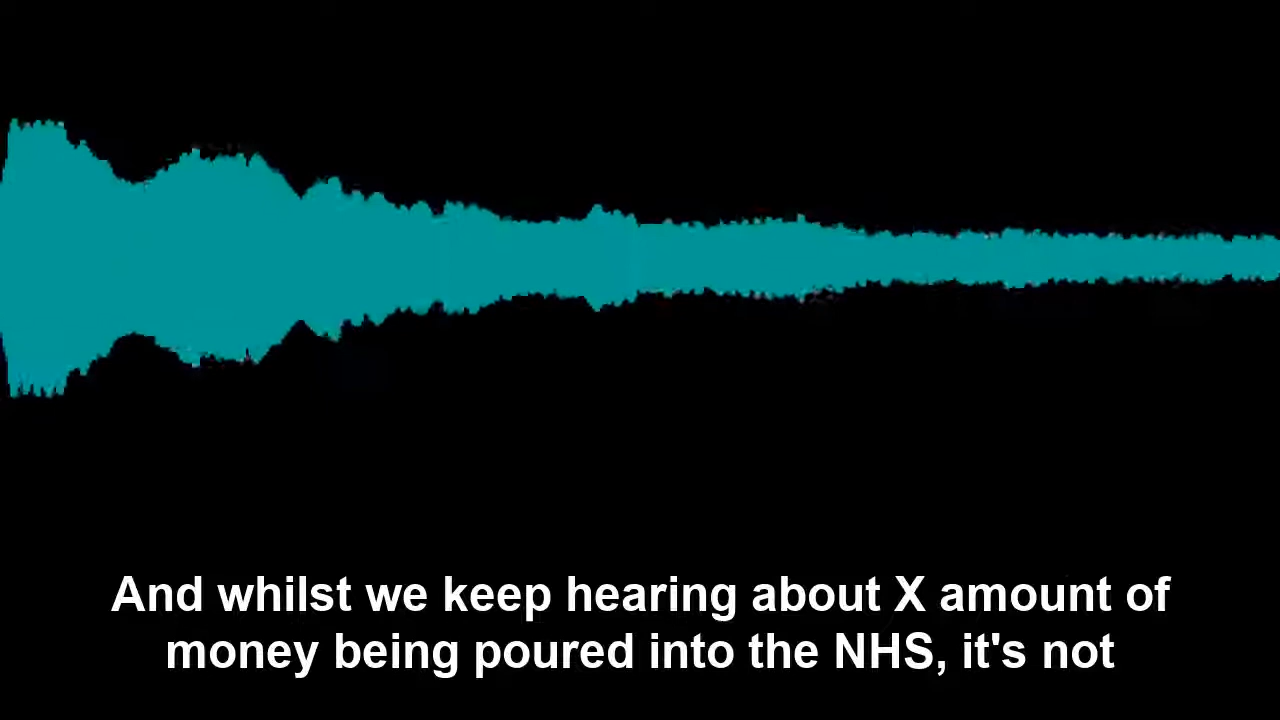 And whilst we keep hearing about X amount of
money being poured into the NHS, it's not